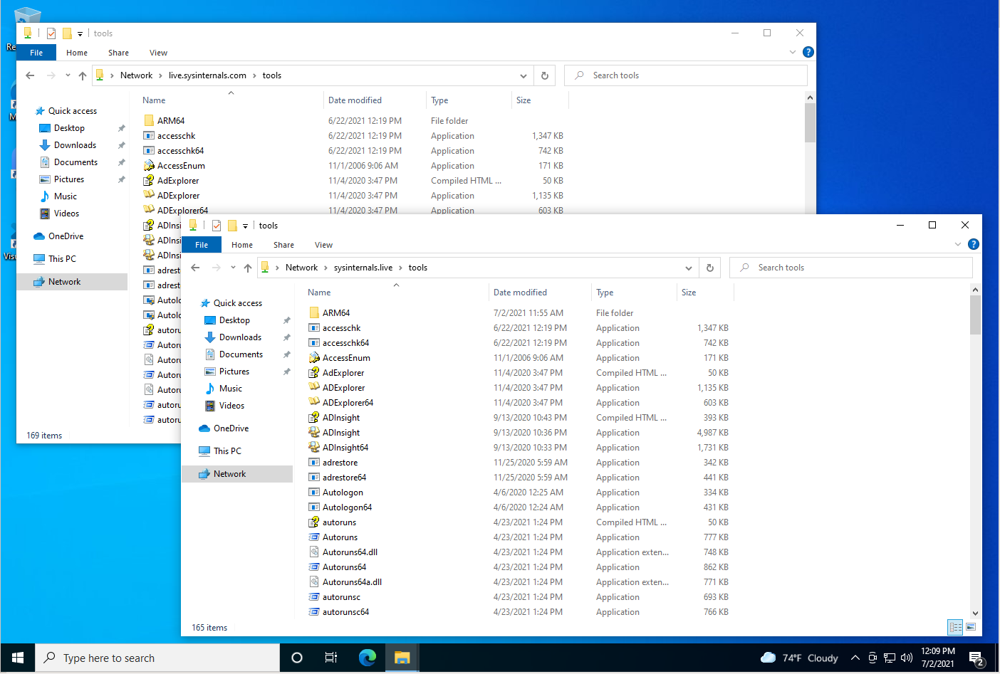 Re
M
Visu
tools
File Home Share View
Network live.sysinternals.com tools
Search tools
Name Date modified Type Size
Quick access
Desktop
Downloads
Documents
Pictures
Music
Videos
OneDrive
This PC
Network
ARM64 6/22/2021 12:19 PM File folder
accesschk 6/22/2021 12:19 PM Application 1,347 KB
accesschk64 6/22/2021 12:19 PM Application 742 KB
AccessEnum 11/1/2006 9:06 AM Application 171 KB
AdExplorer 11/4/2020 3:47 PM Compiled HTML ... 50 KB
ADExplorer 11/4/2020 3:47 PM Application 1,135 KB
ADExplorer64 11/4/2020 3:47 PM Application 603 KB
ADInsi
ADInsi
ADInsi
adrest
adrest
Autolo
Autolo
autoru
Autoru
Autoru
Autoru
Autoru
autoru
autoru
169 items
tools
File Home Share View
Network sysinternals.live tools
Search tools
Name Date modified Type Size
Quick access
Desktop
Downloads
Documents
Pictures
Music
Videos
OneDrive
This PC
Network
ARM64 7/2/2021 11:55 AM File folder
accesschk 6/22/2021 12:19 PM Application 1,347 KB
accesschk64 6/22/2021 12:19 PM Application 742 KB
AccessEnum 11/1/2006 9:06 AM Application 171 KB
AdExplorer 11/4/2020 3:47 PM Compiled HTML ... 50 KB
ADExplorer 11/4/2020 3:47 PM Application 1,135 KB
ADExplorer64 11/4/2020 3:47 PM Application 603 KB
ADInsight 9/13/2020 10:43 PM Compiled HTML ... 393 KB
ADInsight 9/13/2020 10:36 PM Application 4,987 KB
ADInsight64 9/13/2020 10:33 PM Application 1,731 KB
adrestore 11/25/2020 5:59 AM Application 342 KB
adrestore64 11/25/2020 5:59 AM Application 441 KB
Autologon 4/6/2020 12:25 AM Application 334 KB
Autologon64 4/6/2020 12:24 AM Application 431 KB
autoruns 4/23/2021 1:24 PM Compiled HTML ... 50 KB
Autoruns 4/23/2021 1:24 PM Application 777 KB
Autoruns64.dll 4/23/2021 1:24 PM Application exten... 748 KB
Autoruns64 4/23/2021 1:24 PM Application 862 KB
Autoruns64a.dll 4/23/2021 1:24 PM Application exten... 771 KB
autorunsc 4/23/2021 1:24 PM Application 693 KB
autorunsc64 4/23/2021 1:24 PM Application 766 KB
165 items
Type here to search
74°F Cloudy
12:09 PM
7/2/2021
2